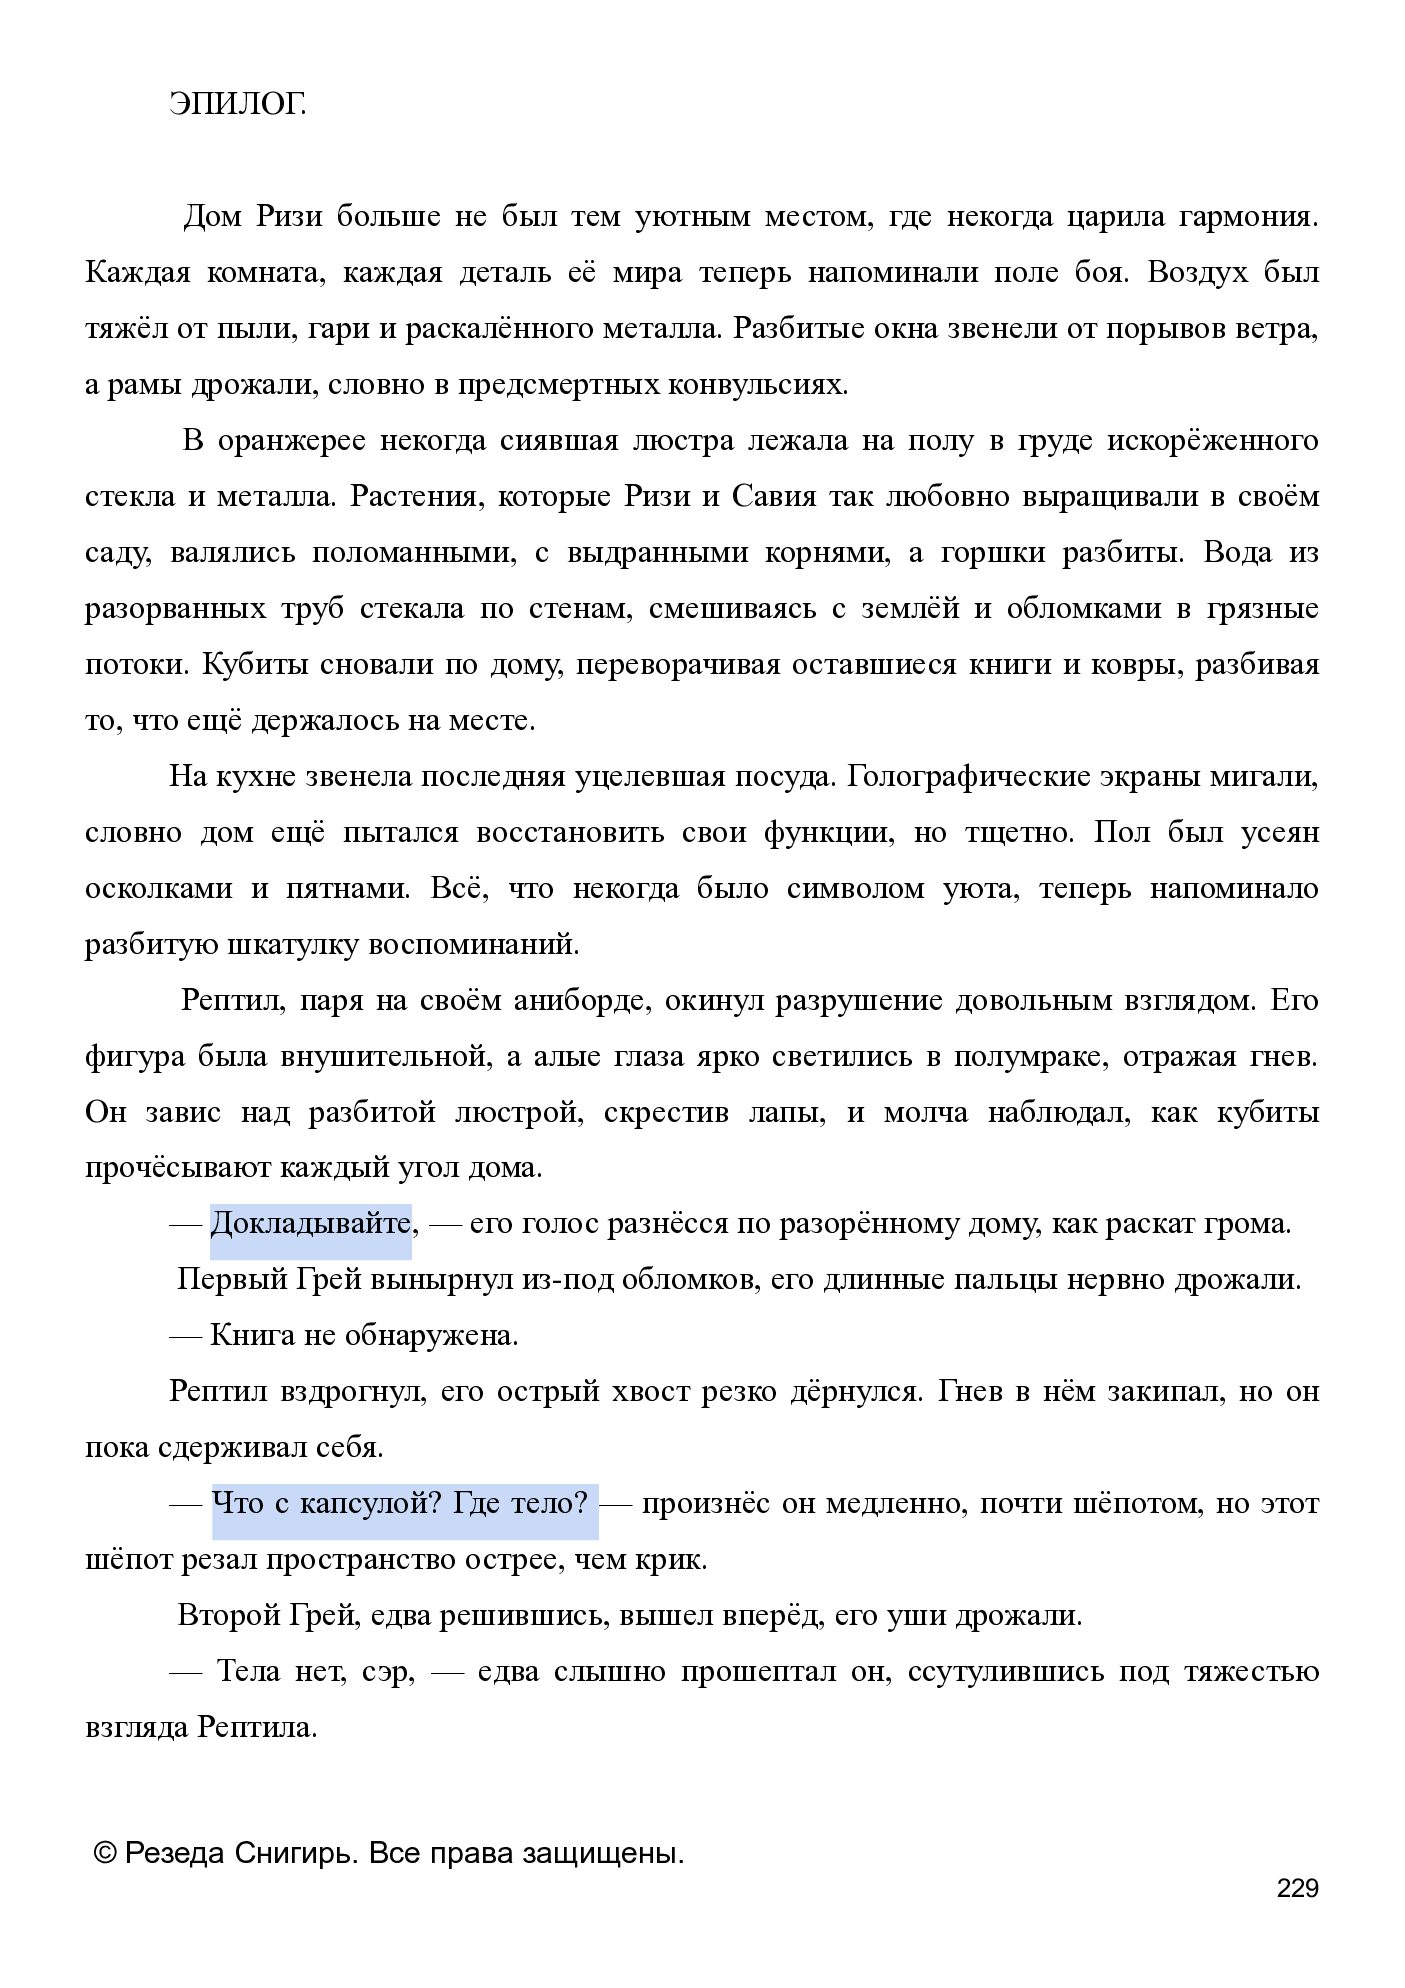 ЭПИЛОГ.
Дом Ризи больше не был тем уютным местом, где некогда царила гармония.
Каждая комната, каждая деталь её мира теперь напоминали поле боя. Воздух был
тяжёл от пыли, гари и раскалённого металла. Разбитые окна звенели от порывов ветра,
а рамы дрожали, словно в предсмертных конвульсиях.
В оранжерее некогда сиявшая люстра лежала на полу в груде искорёженного
стекла и металла. Растения, которые Ризи и Савия так любовно выращивали в своём
саду, валялись поломанными, с выдранными корнями, а горшки разбиты. Вода из
разорванных труб стекала по стенам, смешиваясь с землёй и обломками в грязные
потоки. Кубиты сновали по дому, переворачивая оставшиеся книги и ковры, разбивая
то, что ещё держалось на месте.
На кухне звенела последняя уцелевшая посуда. Голографические экраны мигали,
словно дом ещё пытался восстановить свои функции, но тщетно. Пол был усеян
осколками и пятнами. Всё, что некогда было символом уюта, теперь напоминало
разбитую шкатулку воспоминаний.
Рептил, паря на своём аниборде, окинул разрушение довольным взглядом. Его
фигура была внушительной, а алые глаза ярко светились в полумраке, отражая гнев.
Он завис над разбитой люстрой, скрестив лапы, и молча наблюдал, как кубиты
прочёсывают каждый угол дома.
— Докладывайте, — его голос разнёсся по разорённому дому, как раскат грома.
Первый Грей вынырнул из-под обломков, его длинные пальцы нервно дрожали.
— Книга не обнаружена.
Рептил вздрогнул, его острый хвост резко дёрнулся. Гнев в нём закипал, но он
пока сдерживал себя.
— Что с капсулой? Где тело? — произнёс он медленно, почти шёпотом, но этот
шёпот резал пространство острее, чем крик.
Второй Грей, едва решившись, вышел вперёд, его уши дрожали.
— Тела нет, сэр, — едва слышно прошептал он, ссутулившись под тяжестью
взгляда Рептила.
© Резеда Снигирь. Все права защищены.
229